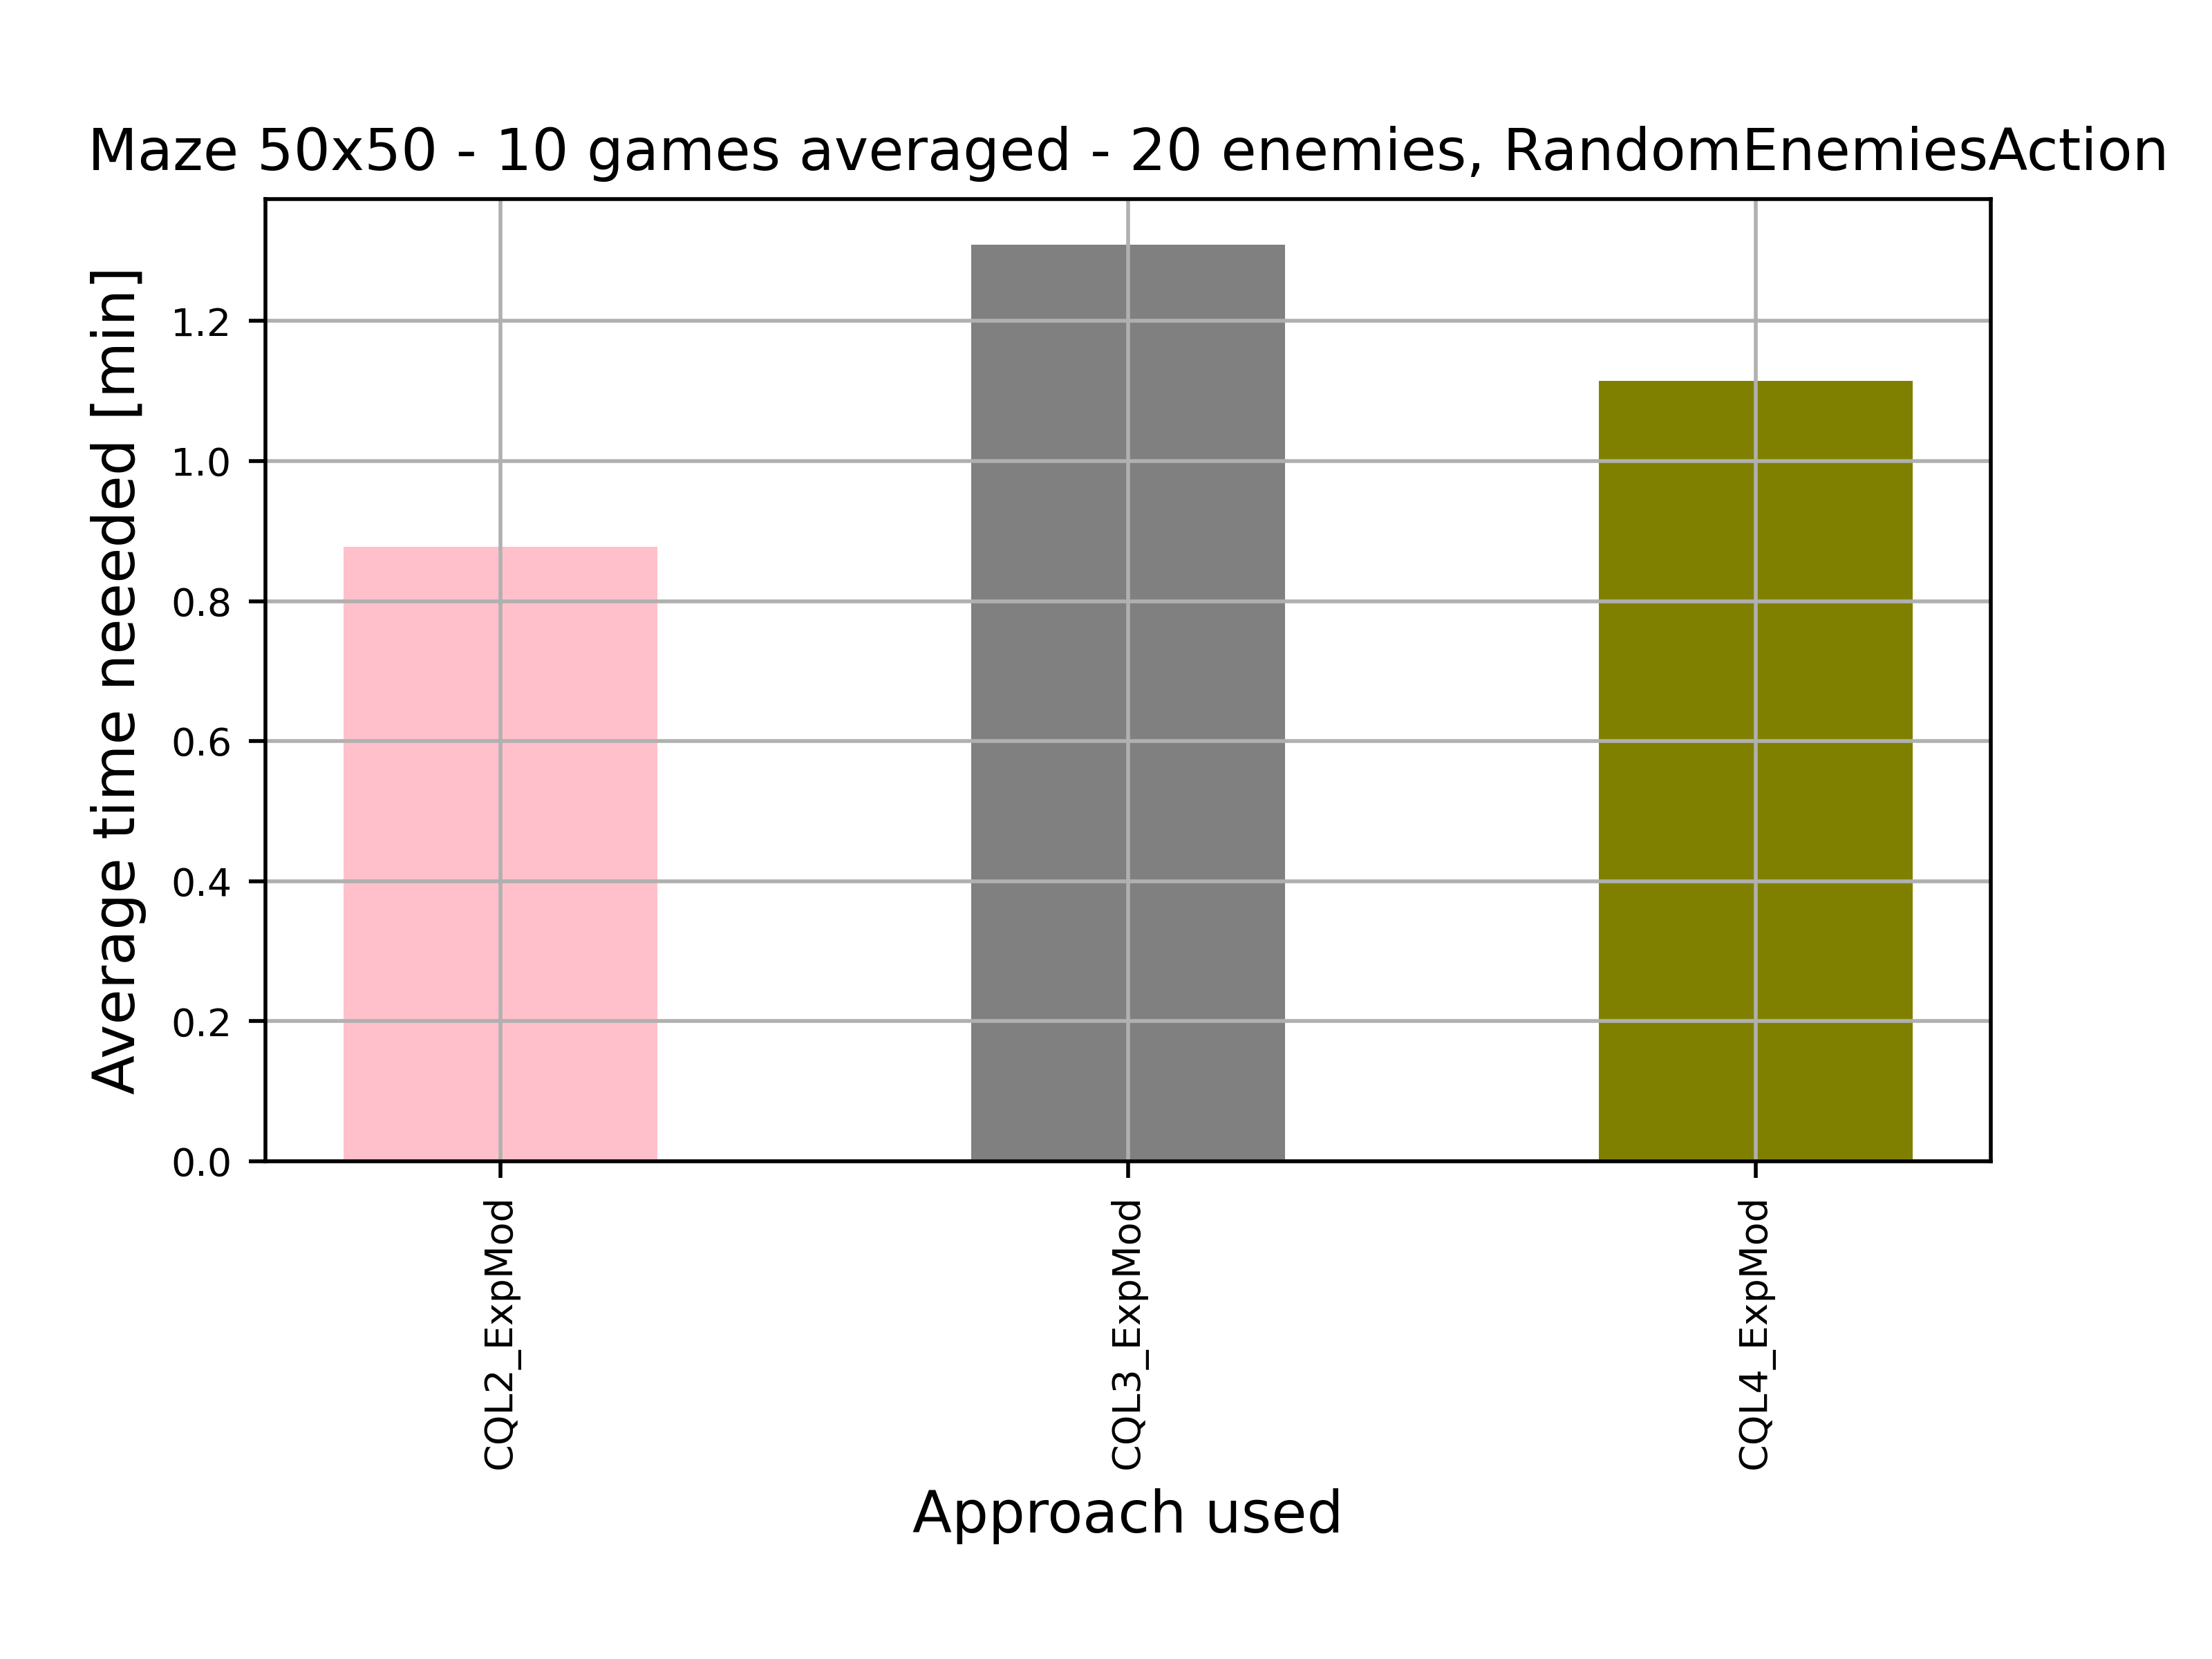 Maze 50x50 - 10 games averaged - 20 enemies, RandomEnemiesAction
Average time needed [min]
1.2
1.0
0.8
0.6
0.4
0.2
0.0
CQL2_ExpMod
CQL3_ExpMod
CQL4_ExpMod
Approach used